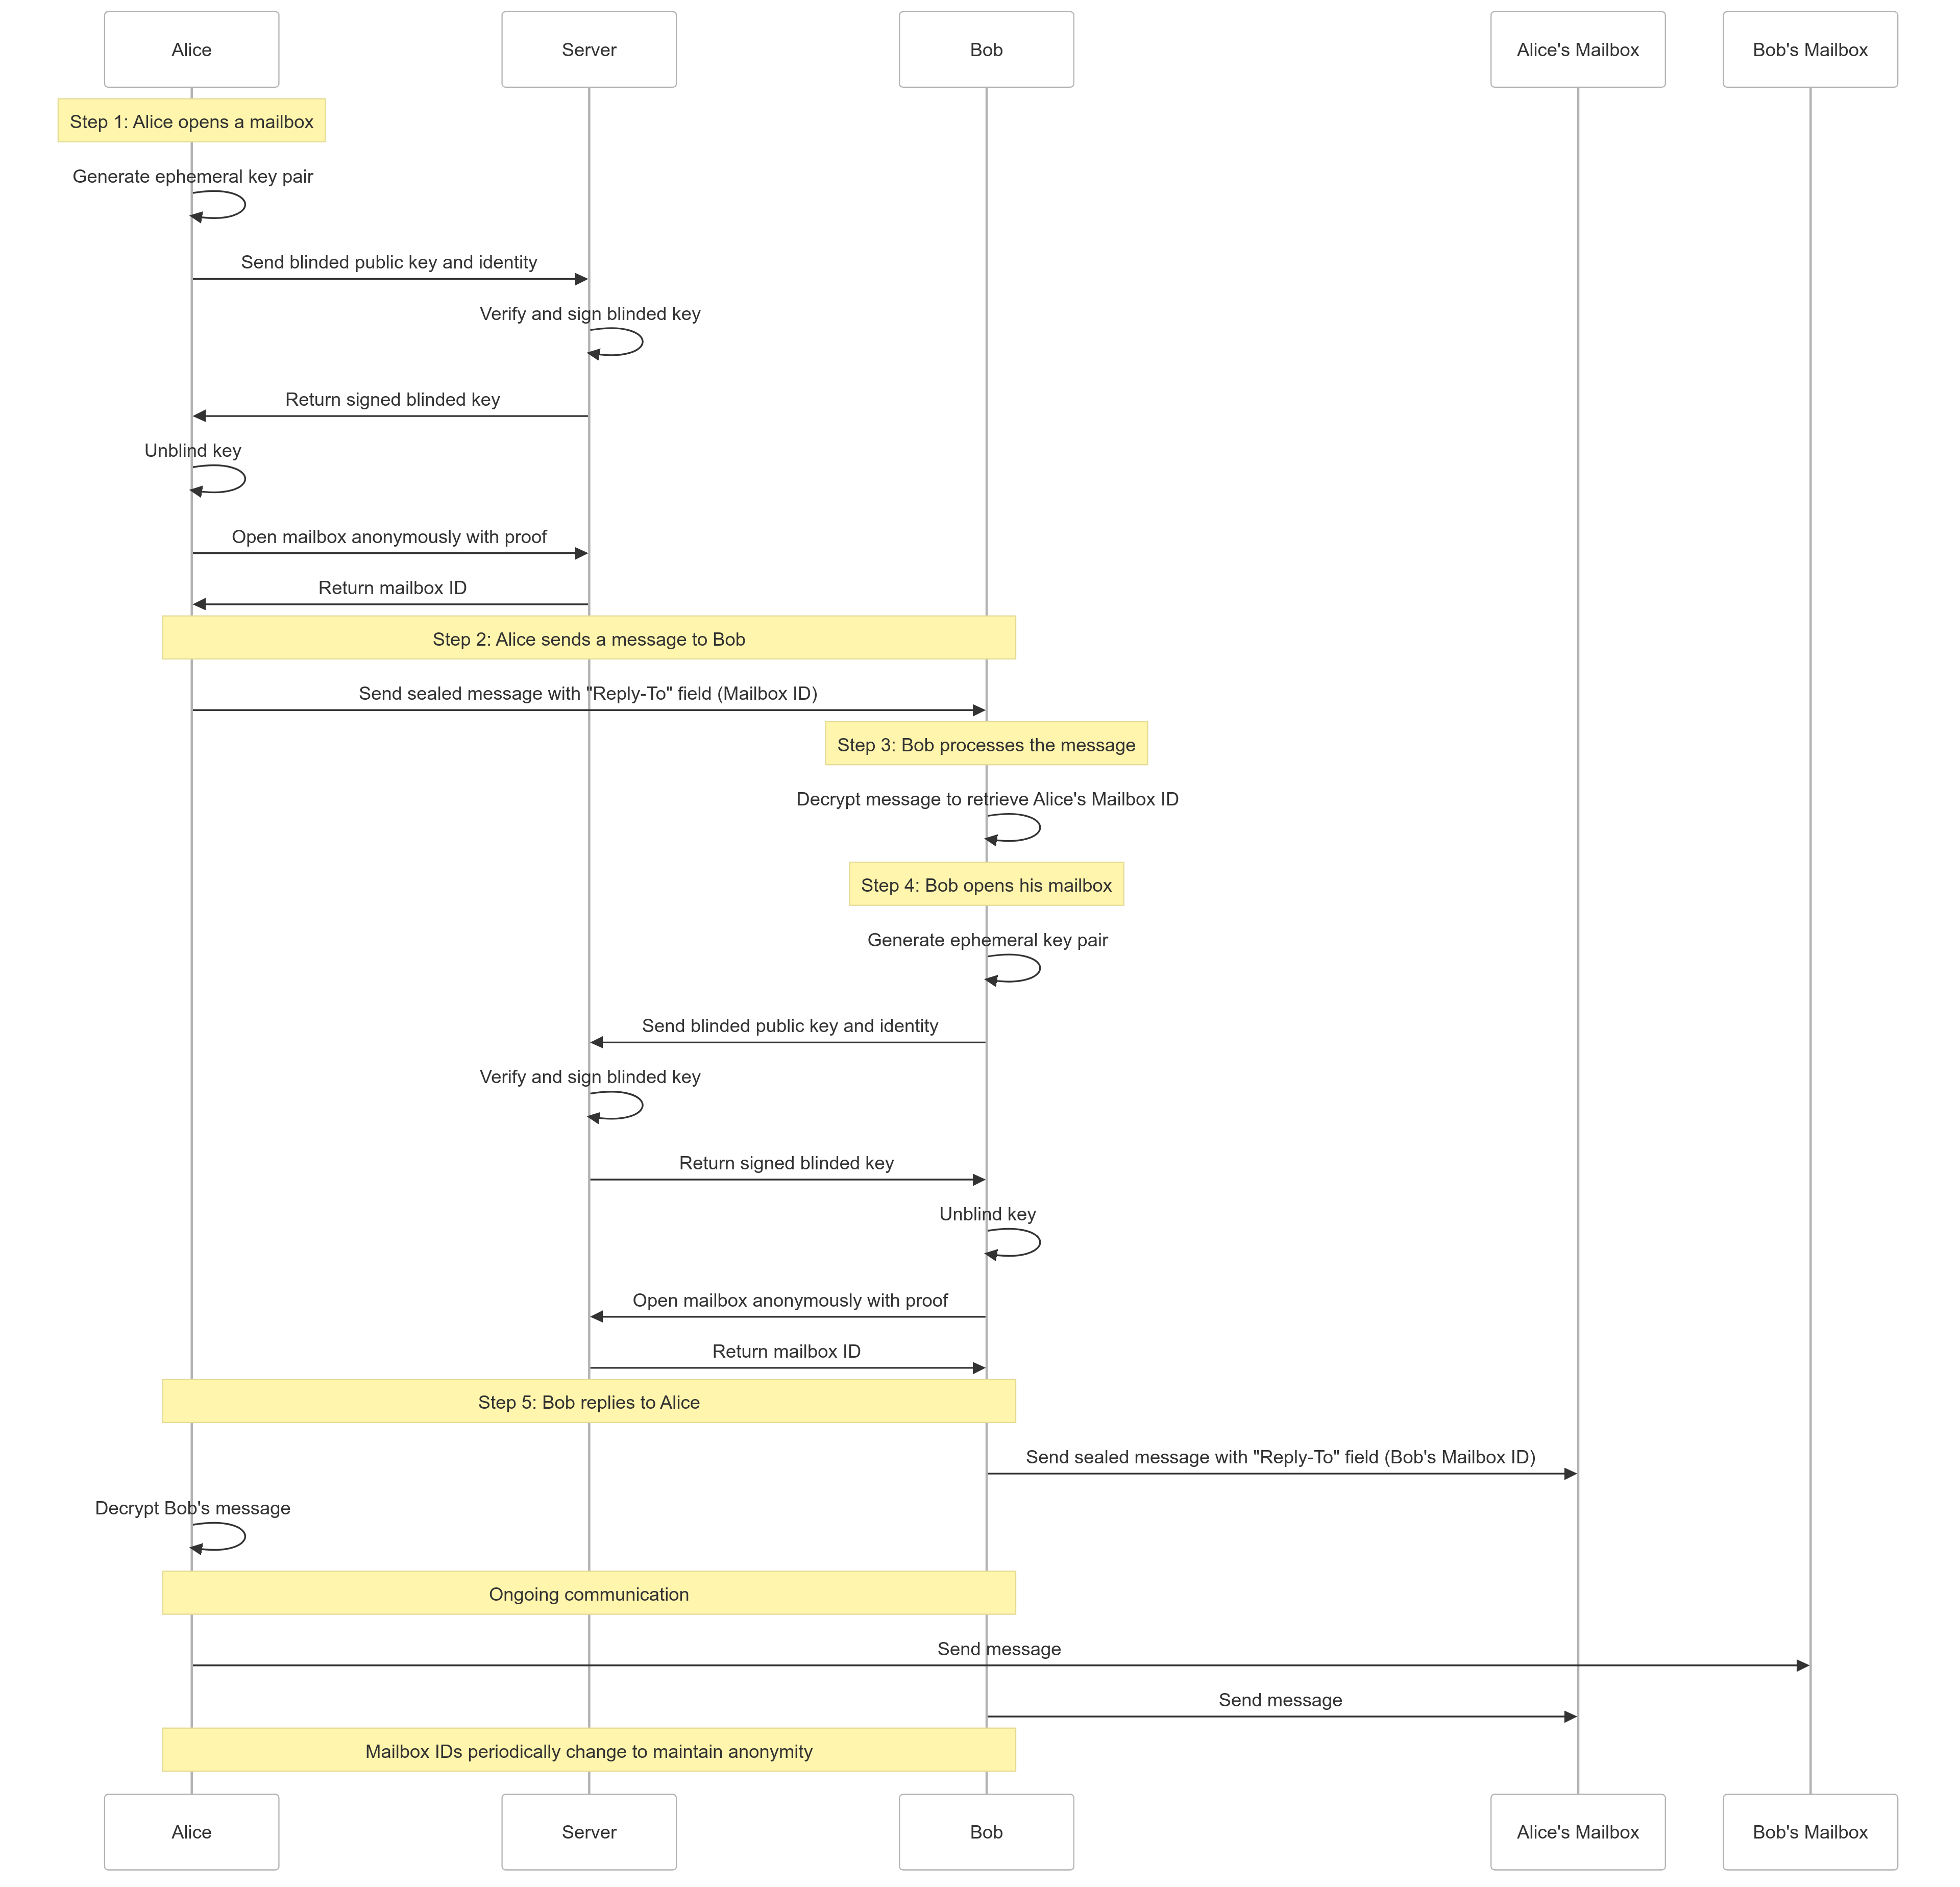 Alice
Server
Bob
Alice's Mailbox
Bob's Mailbox
Step 1: Alice opens a mailbox
Generate ephemeral key pair
Send blinded public key and identity
Verify and sign blinded key
Return signed blinded key
Unblind key
Open mailbox anonymously with proof
Return mailbox ID
Step 2: Alice sends a message to Bob
Send sealed message with "Reply-To" field (Mailbox ID)
Step 3: Bob processes the message
Decrypt message to retrieve Alice's Mailbox ID
Step 4: Bob opens his mailbox
Generate ephemeral key pair
Send blinded public key and identity
Verify and sign blinded key
Return signed blinded key
Unblind key
Open mailbox anonymously with proof
Return mailbox ID
Step 5: Bob replies to Alice
Send sealed message with "Reply-To" field (Bob's Mailbox ID)
Decrypt Bob's message
Ongoing communication
Send message
Send message
Mailbox IDs periodically change to maintain anonymity
Alice
Server
Bob
Alice's Mailbox
Bob's Mailbox